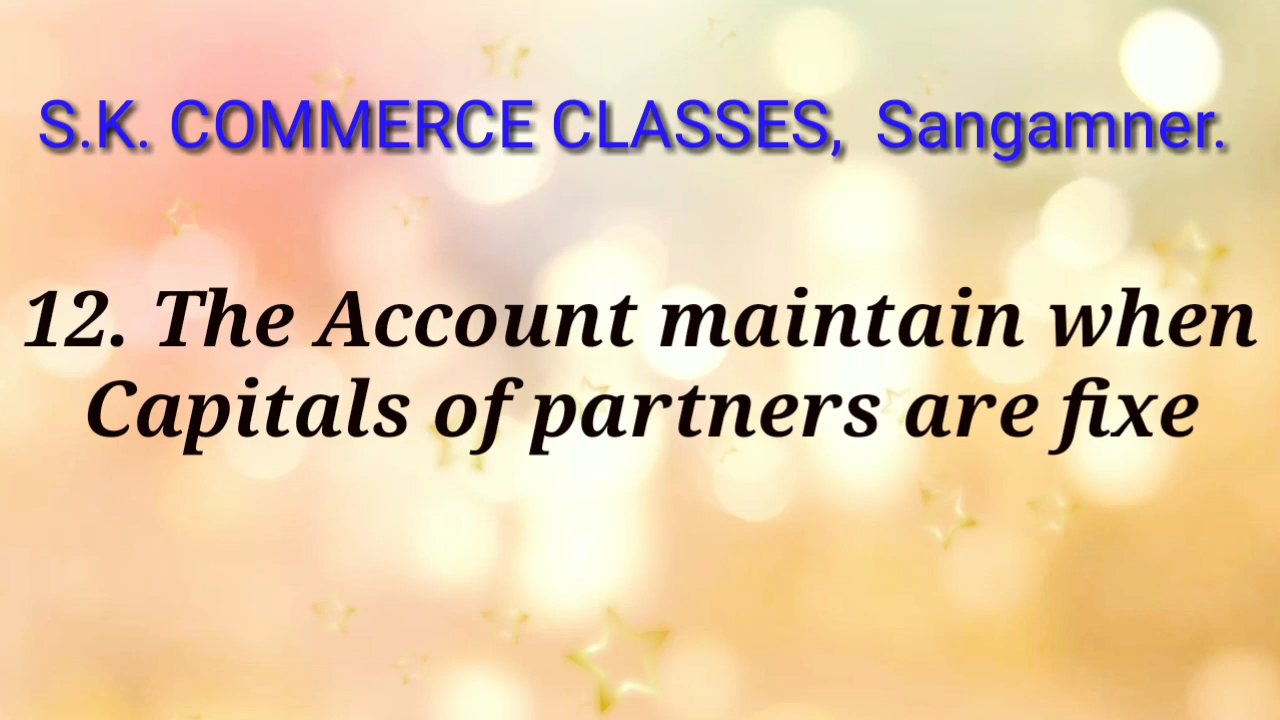 S.K. COMMERCE CLASSES, Sangamner.
12. The Account maintain when
Capitals of partners are fixe